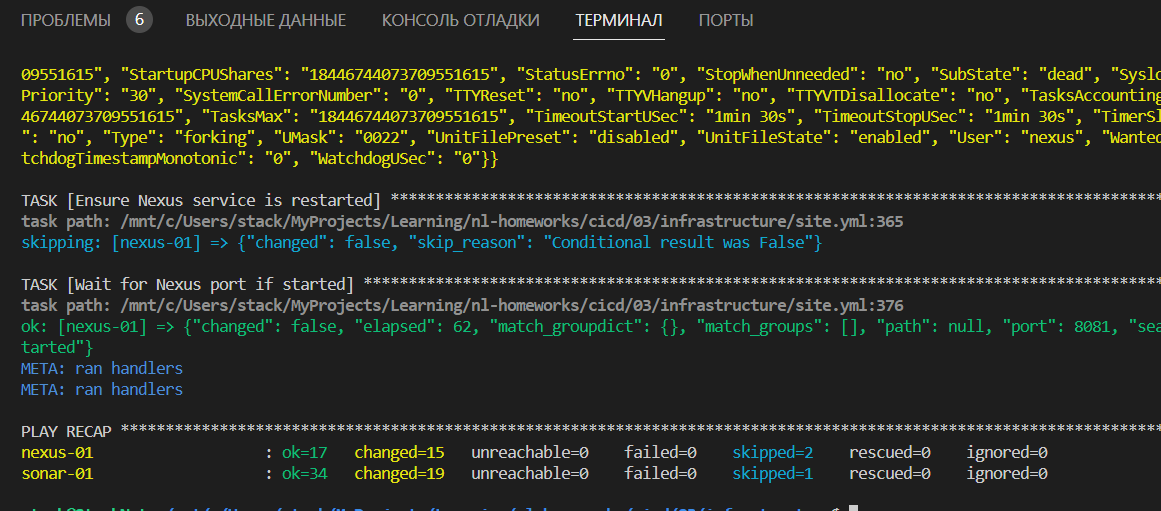 ПРОБЛЕМЫ 6 ВЫХОДНЫЕ ДАННЫЕ КОНСОЛЬ ОТЛАДКИ ТЕРМИНАЛ ПОРТЫ
09551615", "StartupCPUShares": "18446744073709551615", "StatusErrno": "0", "StopWhenUnneeded": "no", "SubState": "dead", "Syslo
Priority": "30", "SystemCallErrorNumber": "0", "TTYReset": "no", "TTYVHangup": "no", "TTYVTDisallocate": "no", "TasksAccounting
46744073709551615", "TasksMax": "18446744073709551615", "TimeoutStartUSec": "1min 30s", "TimeoutStopUSec": "1min 30s", "TimerSl
": "no", "Type": "forking", "UMask": "0022", "UnitFilePreset": "disabled", "UnitFileState": "enabled", "User": "nexus", "Wanted
tchdogTimestampMonotonic": "0", "WatchdogUSec": "0"}}
TASK [Ensure Nexus service is restarted] **************************************************************************************
task path: /mnt/c/Users/stack/MyProjects/Learning/nl-homeworks/cicd/03/infrastructure/site.yml:365
skipping: [nexus-01] => {"changed": false, "skip_reason": "Conditional result was False"}
TASK [Wait for Nexus port if started] *****************************************************************************************
task path: /mnt/c/Users/stack/MyProjects/Learning/nl-homeworks/cicd/03/infrastructure/site.yml:376
ok: [nexus-01] => {"changed": false, "elapsed": 62, "match_groupdict": {}, "match_groups": [], "path": null, "port": 8081, "sea
tarted"}
META: ran handlers
META: ran handlers
PLAY RECAP ********************************************************************************************************************
nexus-01 : ok=17 changed=15 unreachable=0 failed=0 skipped=2 rescued=0 ignored=0
sonar-01 : ok=34 changed=19 unreachable=0 failed=0 skipped=1 rescued=0 ignored=0